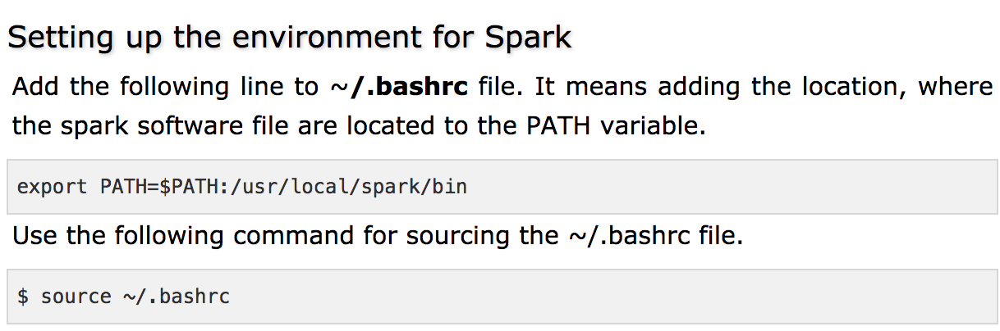 Setting up the environment for Spark
Add the following line to ~/.bashrc file. It means adding the location, where
the spark software file are located to the PATH variable.
export PATH=$PATH:/usr/local/spark/bin
Use the following command for sourcing the ~/.bashrc file.
$ source ~/.bashrc